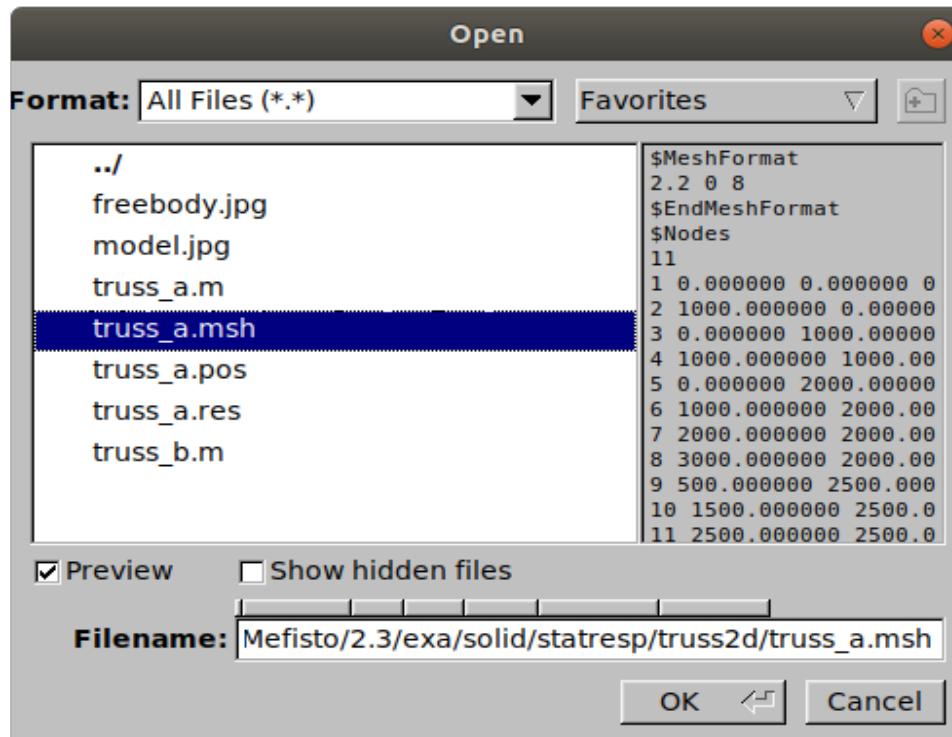 Open
Format: All Files (*.*) Favorites
../
freebody.jpg
model.jpg
truss_a.m
truss_a.msh
truss_a.pos
truss_a.res
truss_b.m
$MeshFormat
2.2 0 8
$EndMeshFormat
$Nodes
11
1 0.000000 0.000000 0
2 1000.000000 0.00000
3 0.000000 1000.00000
4 1000.000000 1000.00
5 0.000000 2000.00000
6 1000.000000 2000.00
7 2000.000000 2000.00
8 3000.000000 2000.00
9 500.000000 2500.000
10 1500.000000 2500.0
11 2500.000000 2500.0
Preview Show hidden files
Filename: Mefisto/2.3/exa/solid/statresp/truss2d/truss_a.msh
OK Cancel